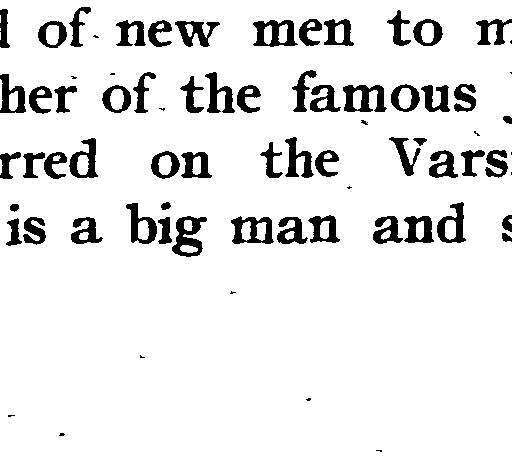 of new men to
her of the famous
rred on the Vars
is a big man and s